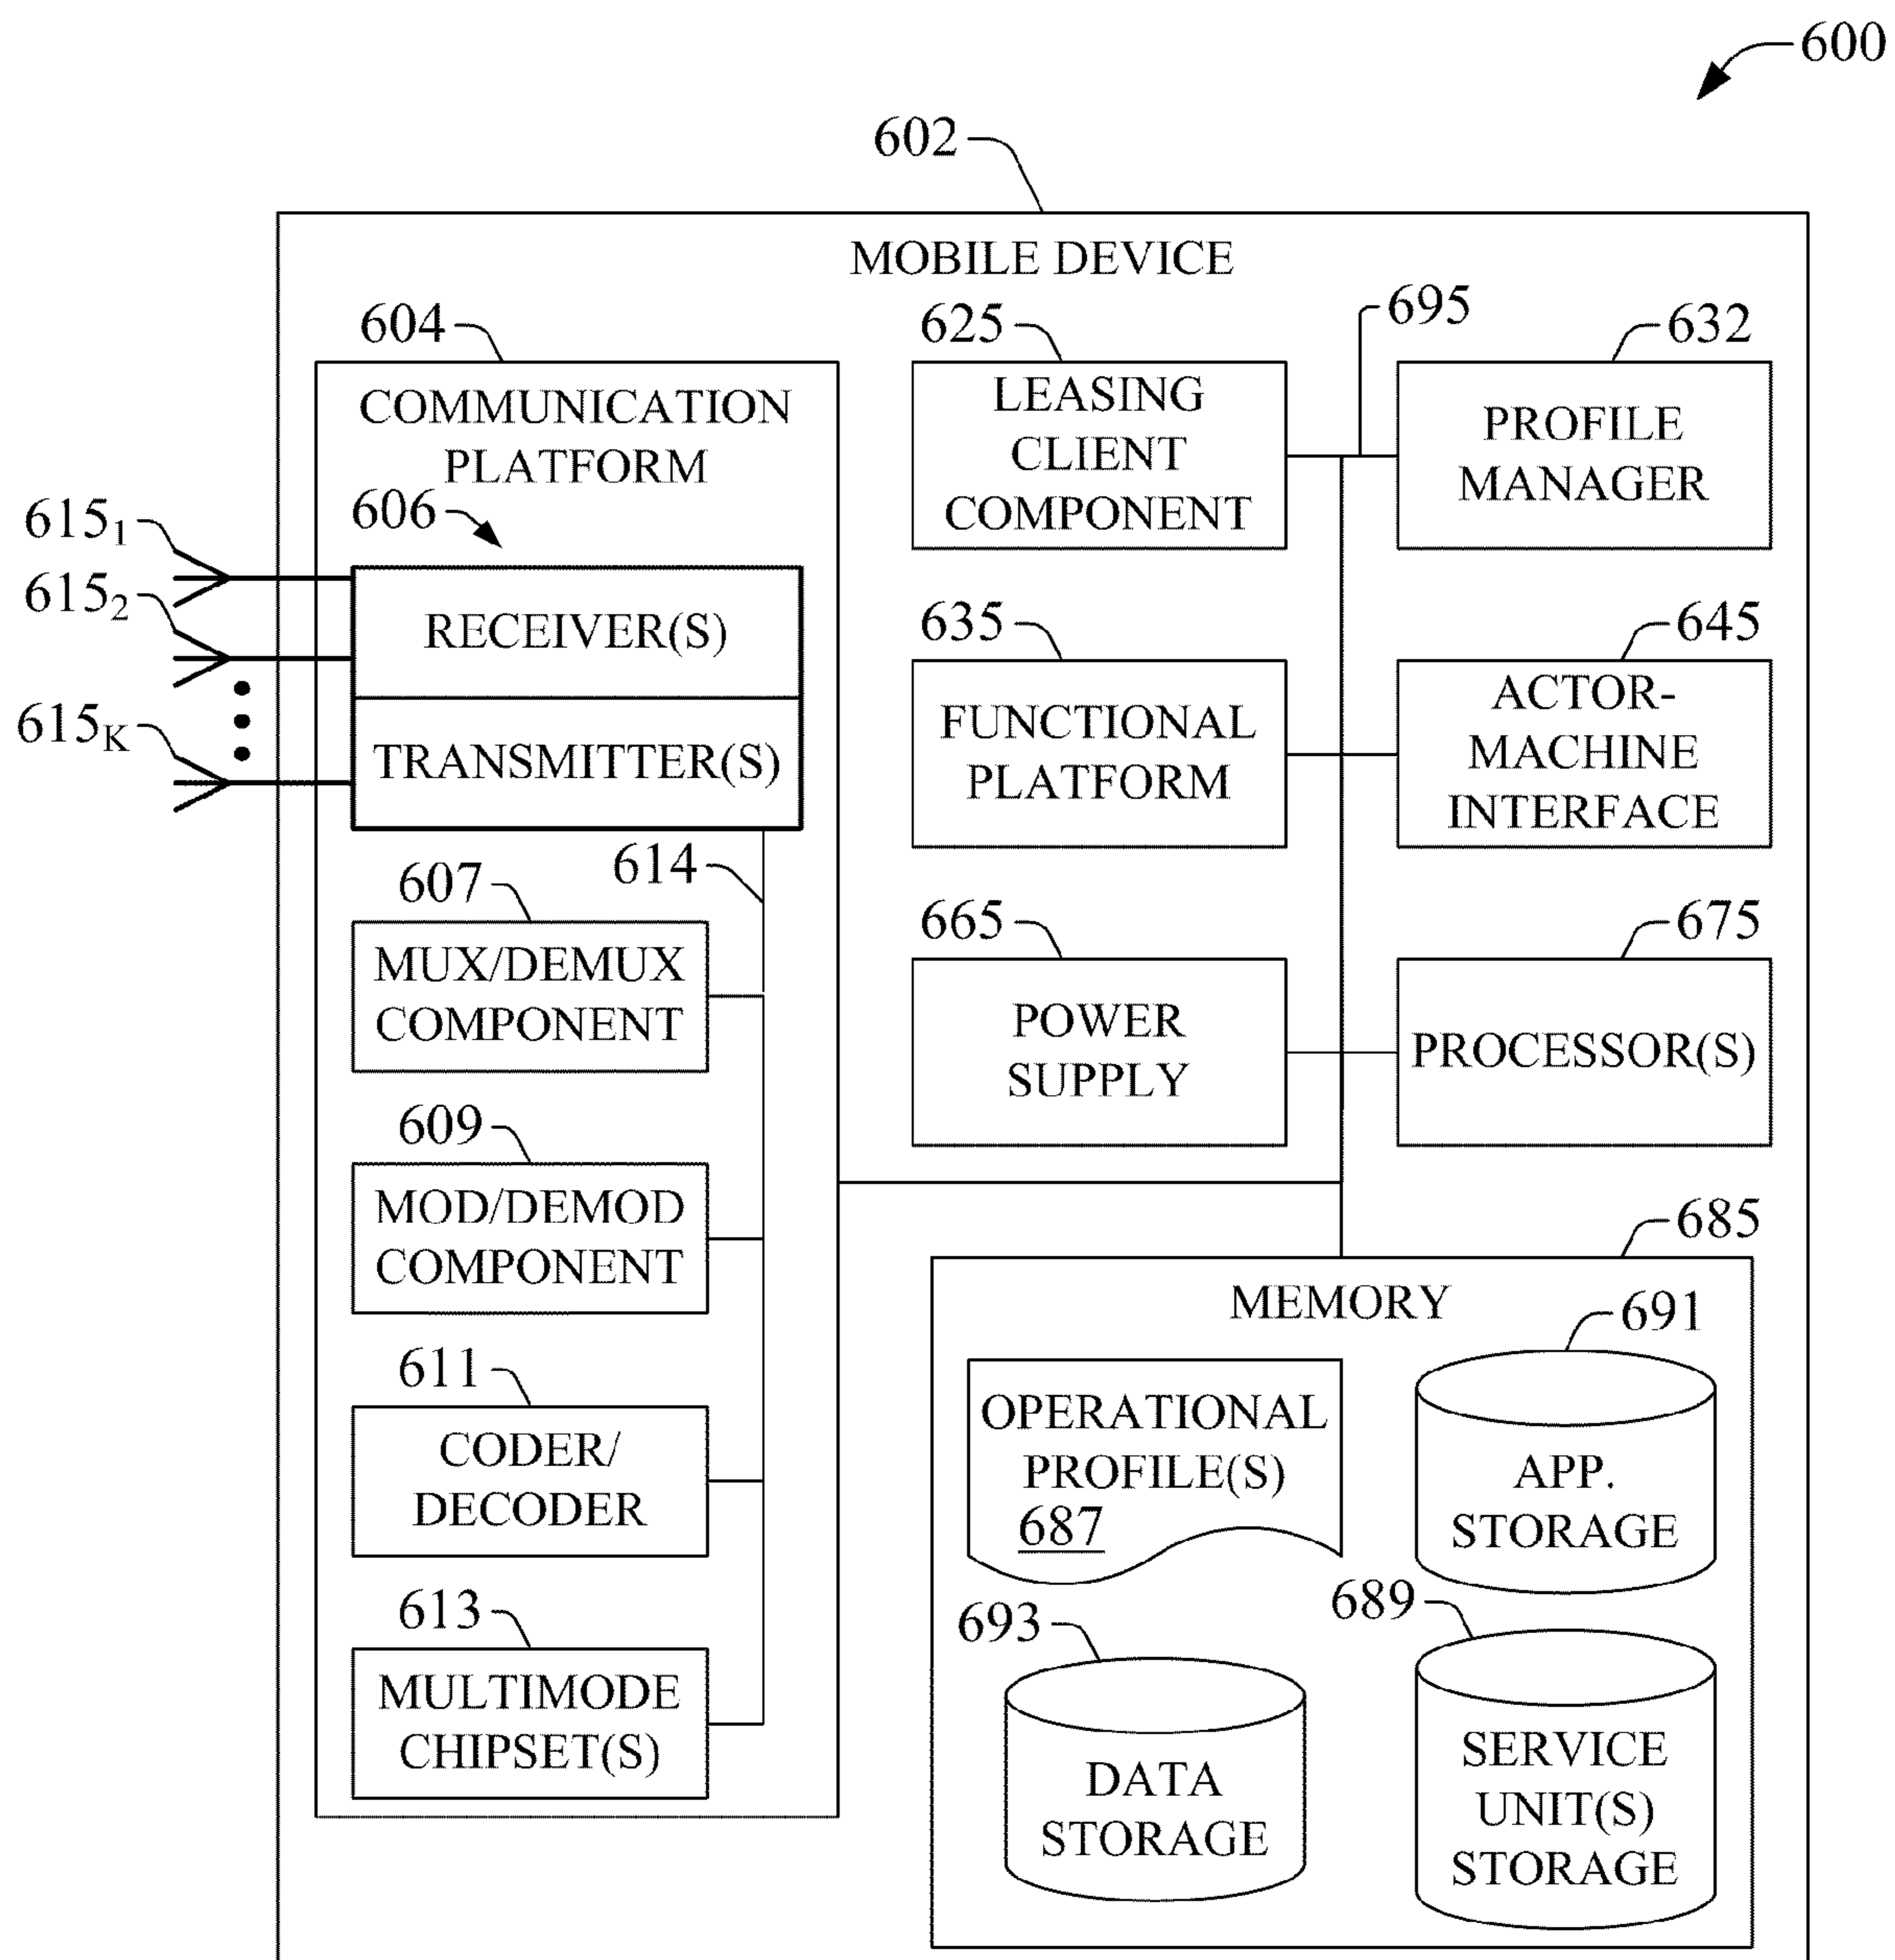 600
602
MOBILE DEVICE
604
COMMUNICATION
PLATFORM
606
615₁
615₂
615K
RECEIVER(S)
TRANSMITTER(S)
614
607
MUX/DEMUX
COMPONENT
609
MOD/DEMOD
COMPONENT
611
CODER/
DECODER
613
MULTIMODE
CHIPSET(S)
625
LEASING
CLIENT
COMPONENT
695
632
PROFILE
MANAGER
635
FUNCTIONAL
PLATFORM
645
ACTOR-
MACHINE
INTERFACE
665
POWER
SUPPLY
675
PROCESSOR(S)
685
MEMORY
OPERATIONAL
PROFILE(S)
687
691
APP.
STORAGE
693
DATA
STORAGE
689
SERVICE
UNIT(S)
STORAGE